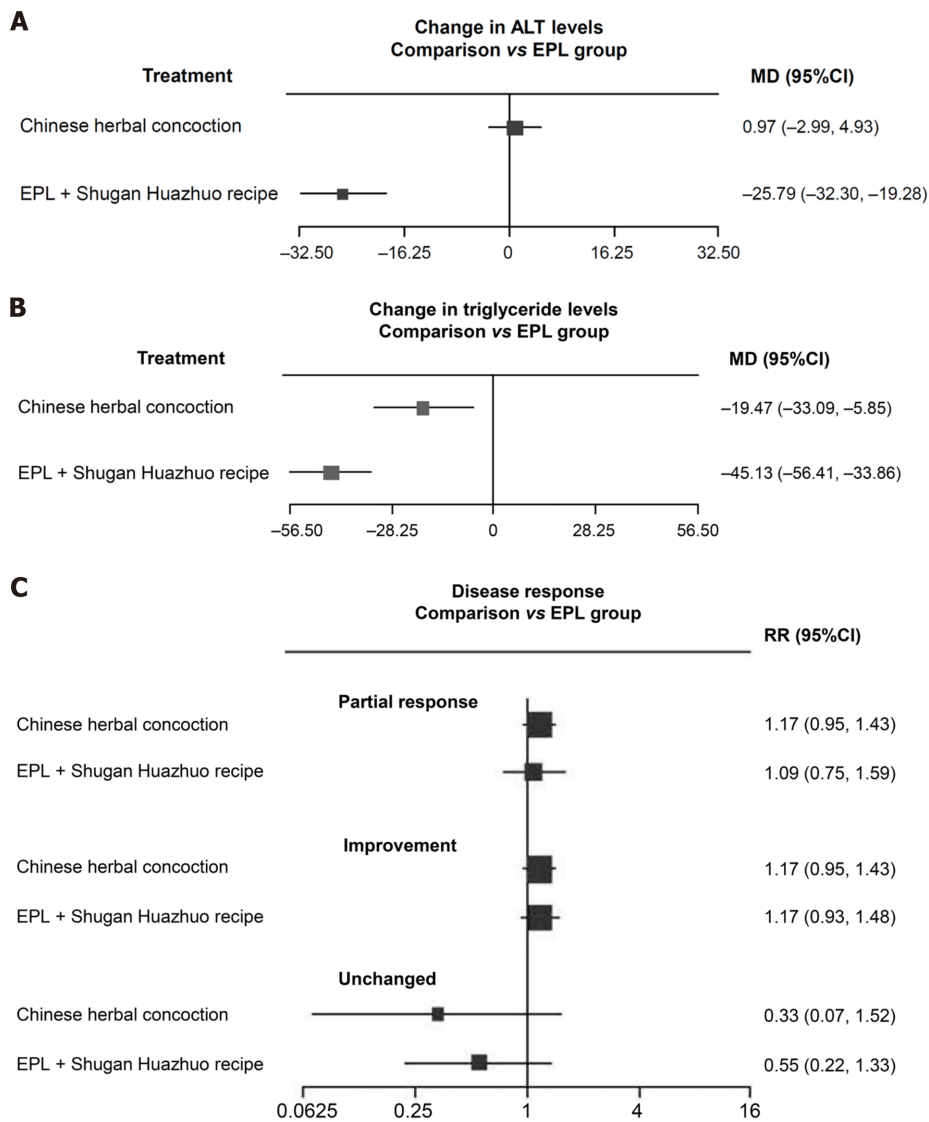 A
Change in ALT levels
Comparison vs EPL group
Treatment MD (95%CI)
Chinese herbal concoction 0.97 (–2.99, 4.93)
EPL + Shugan Huazhuo recipe –25.79 (–32.30, –19.28)
–32.50 –16.25 0 16.25 32.50
B
Change in triglyceride levels
Comparison vs EPL group
Treatment MD (95%CI)
Chinese herbal concoction –19.47 (–33.09, –5.85)
EPL + Shugan Huazhuo recipe –45.13 (–56.41, –33.86)
–56.50 –28.25 0 28.25 56.50
C
Disease response
Comparison vs EPL group
RR (95%CI)
Partial response
Chinese herbal concoction 1.17 (0.95, 1.43)
EPL + Shugan Huazhuo recipe 1.09 (0.75, 1.59)
Improvement
Chinese herbal concoction 1.17 (0.95, 1.43)
EPL + Shugan Huazhuo recipe 1.17 (0.93, 1.48)
Unchanged
Chinese herbal concoction 0.33 (0.07, 1.52)
EPL + Shugan Huazhuo recipe 0.55 (0.22, 1.33)
0.0625 0.25 1 4 16